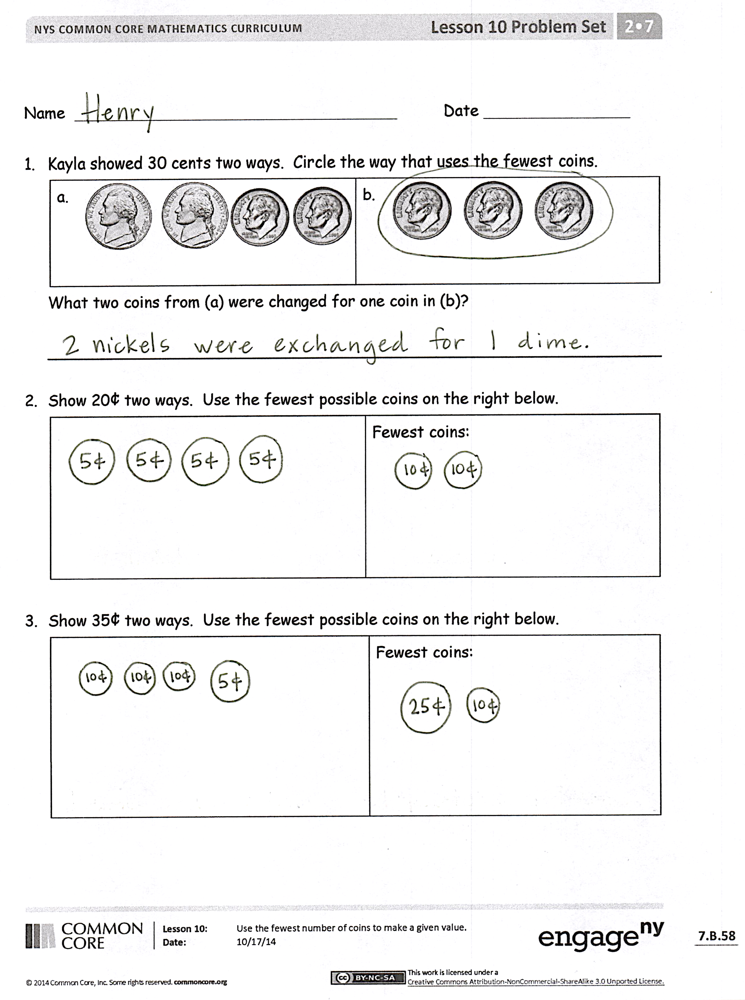 NYS COMMON CORE MATHEMATICS CURRICULUM Lesson 10 Problem Set 2•7
Name Henry Date
1. Kayla showed 30 cents two ways. Circle the way that uses the fewest coins.
a. b.
What two coins from (a) were changed for one coin in (b)?
2 nickels were exchanged for 1 dime.
2. Show 20¢ two ways. Use the fewest possible coins on the right below.
Fewest coins:
5¢ 5¢ 5¢ 5¢ 10¢ 10¢
3. Show 35¢ two ways. Use the fewest possible coins on the right below.
Fewest coins:
10¢ 10¢ 10¢ 5¢ 25¢ 10¢
COMMON CORE
Lesson 10: Use the fewest number of coins to make a given value.
Date: 10/17/14
engage ny
7.B.58
© 2014 Common Core, Inc. Some rights reserved. commoncore.org
cc BY-NC-SA
This work is licensed under a
Creative Commons Attribution-NonCommercial-ShareAlike 3.0 Unported License.